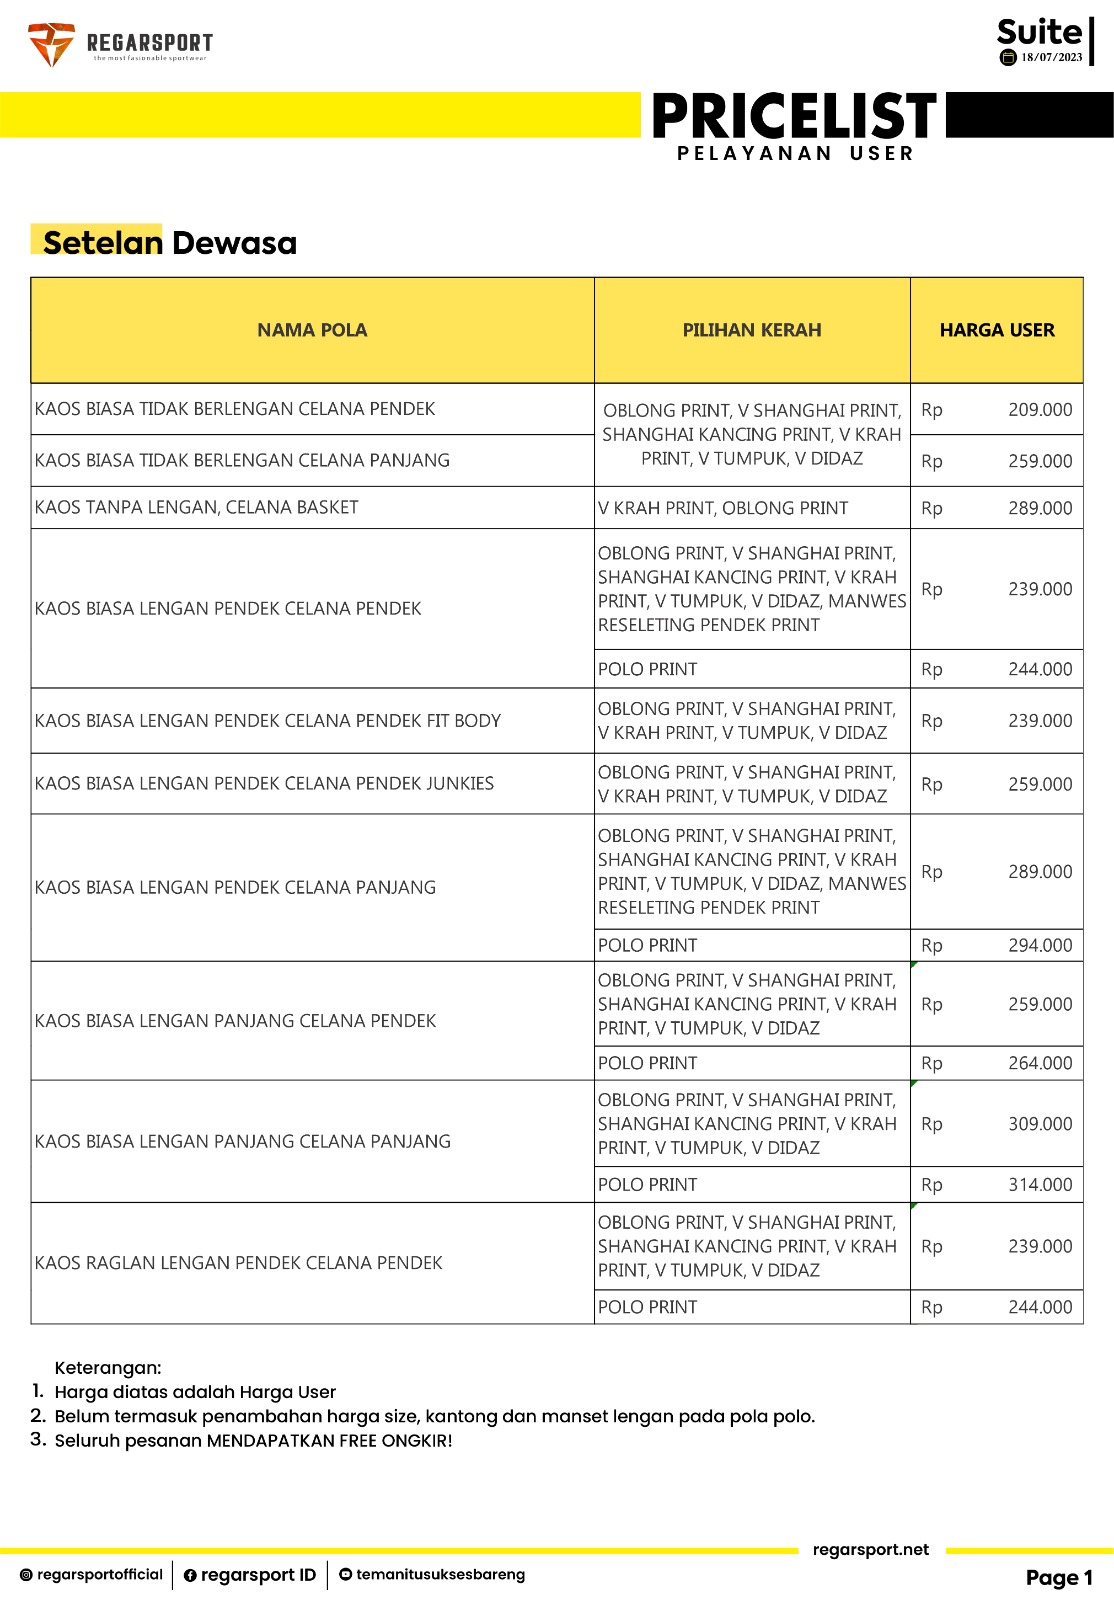 REGARSPORT
the most fasionable sportwear
Suite
18/07/2023
PRICELIST
PELAYANAN USER
Setelan Dewasa
NAMA POLA PILIHAN KERAH HARGA USER
KAOS BIASA TIDAK BERLENGAN CELANA PENDEK
OBLONG PRINT, V SHANGHAI PRINT,
SHANGHAI KANCING PRINT, V KRAH
PRINT, V TUMPUK, V DIDAZ
Rp 209.000
KAOS BIASA TIDAK BERLENGAN CELANA PANJANG
Rp 259.000
KAOS TANPA LENGAN, CELANA BASKET
V KRAH PRINT, OBLONG PRINT
Rp 289.000
KAOS BIASA LENGAN PENDEK CELANA PENDEK
OBLONG PRINT, V SHANGHAI PRINT,
SHANGHAI KANCING PRINT, V KRAH
PRINT, V TUMPUK, V DIDAZ, MANWES
RESELETING PENDEK PRINT
Rp 239.000
POLO PRINT
Rp 244.000
KAOS BIASA LENGAN PENDEK CELANA PENDEK FIT BODY
OBLONG PRINT, V SHANGHAI PRINT,
V KRAH PRINT, V TUMPUK, V DIDAZ
Rp 239.000
KAOS BIASA LENGAN PENDEK CELANA PENDEK JUNKIES
OBLONG PRINT, V SHANGHAI PRINT,
V KRAH PRINT, V TUMPUK, V DIDAZ
Rp 259.000
KAOS BIASA LENGAN PENDEK CELANA PANJANG
OBLONG PRINT, V SHANGHAI PRINT,
SHANGHAI KANCING PRINT, V KRAH
PRINT, V TUMPUK, V DIDAZ, MANWES
RESELETING PENDEK PRINT
Rp 289.000
POLO PRINT
Rp 294.000
KAOS BIASA LENGAN PANJANG CELANA PENDEK
OBLONG PRINT, V SHANGHAI PRINT,
SHANGHAI KANCING PRINT, V KRAH
PRINT, V TUMPUK, V DIDAZ
Rp 259.000
POLO PRINT
Rp 264.000
KAOS BIASA LENGAN PANJANG CELANA PANJANG
OBLONG PRINT, V SHANGHAI PRINT,
SHANGHAI KANCING PRINT, V KRAH
PRINT, V TUMPUK, V DIDAZ
Rp 309.000
POLO PRINT
Rp 314.000
KAOS RAGLAN LENGAN PENDEK CELANA PENDEK
OBLONG PRINT, V SHANGHAI PRINT,
SHANGHAI KANCING PRINT, V KRAH
PRINT, V TUMPUK, V DIDAZ
Rp 239.000
POLO PRINT
Rp 244.000
Keterangan:
1. Harga diatas adalah Harga User
2. Belum termasuk penambahan harga size, kantong dan manset lengan pada pola polo.
3. Seluruh pesanan MENDAPATKAN FREE ONGKIR!
regarsport.net
regarsportofficial
regarsport ID
temanitusuksesbareng
Page 1